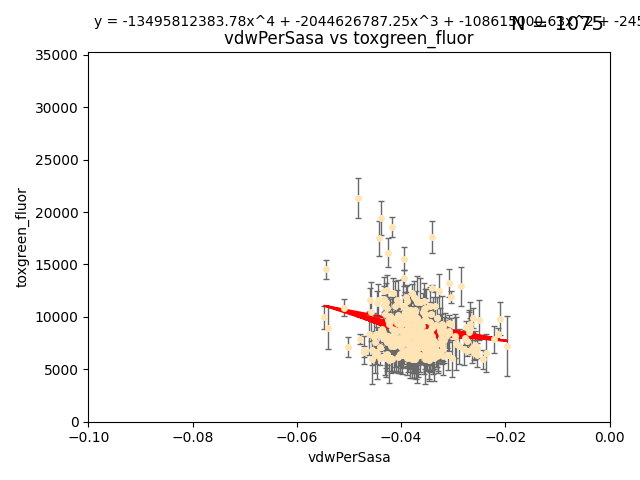 y = -13495812383.78x^4 + -2044626787.25x^3 +
N = 1075
vdwPerSasa vs toxgreen_fluor
35000
30000
25000
20000
15000
10000
5000
0
toxgreen_fluor
−0.10
−0.08
−0.06
−0.04
−0.02
0.00
vdwPerSasa